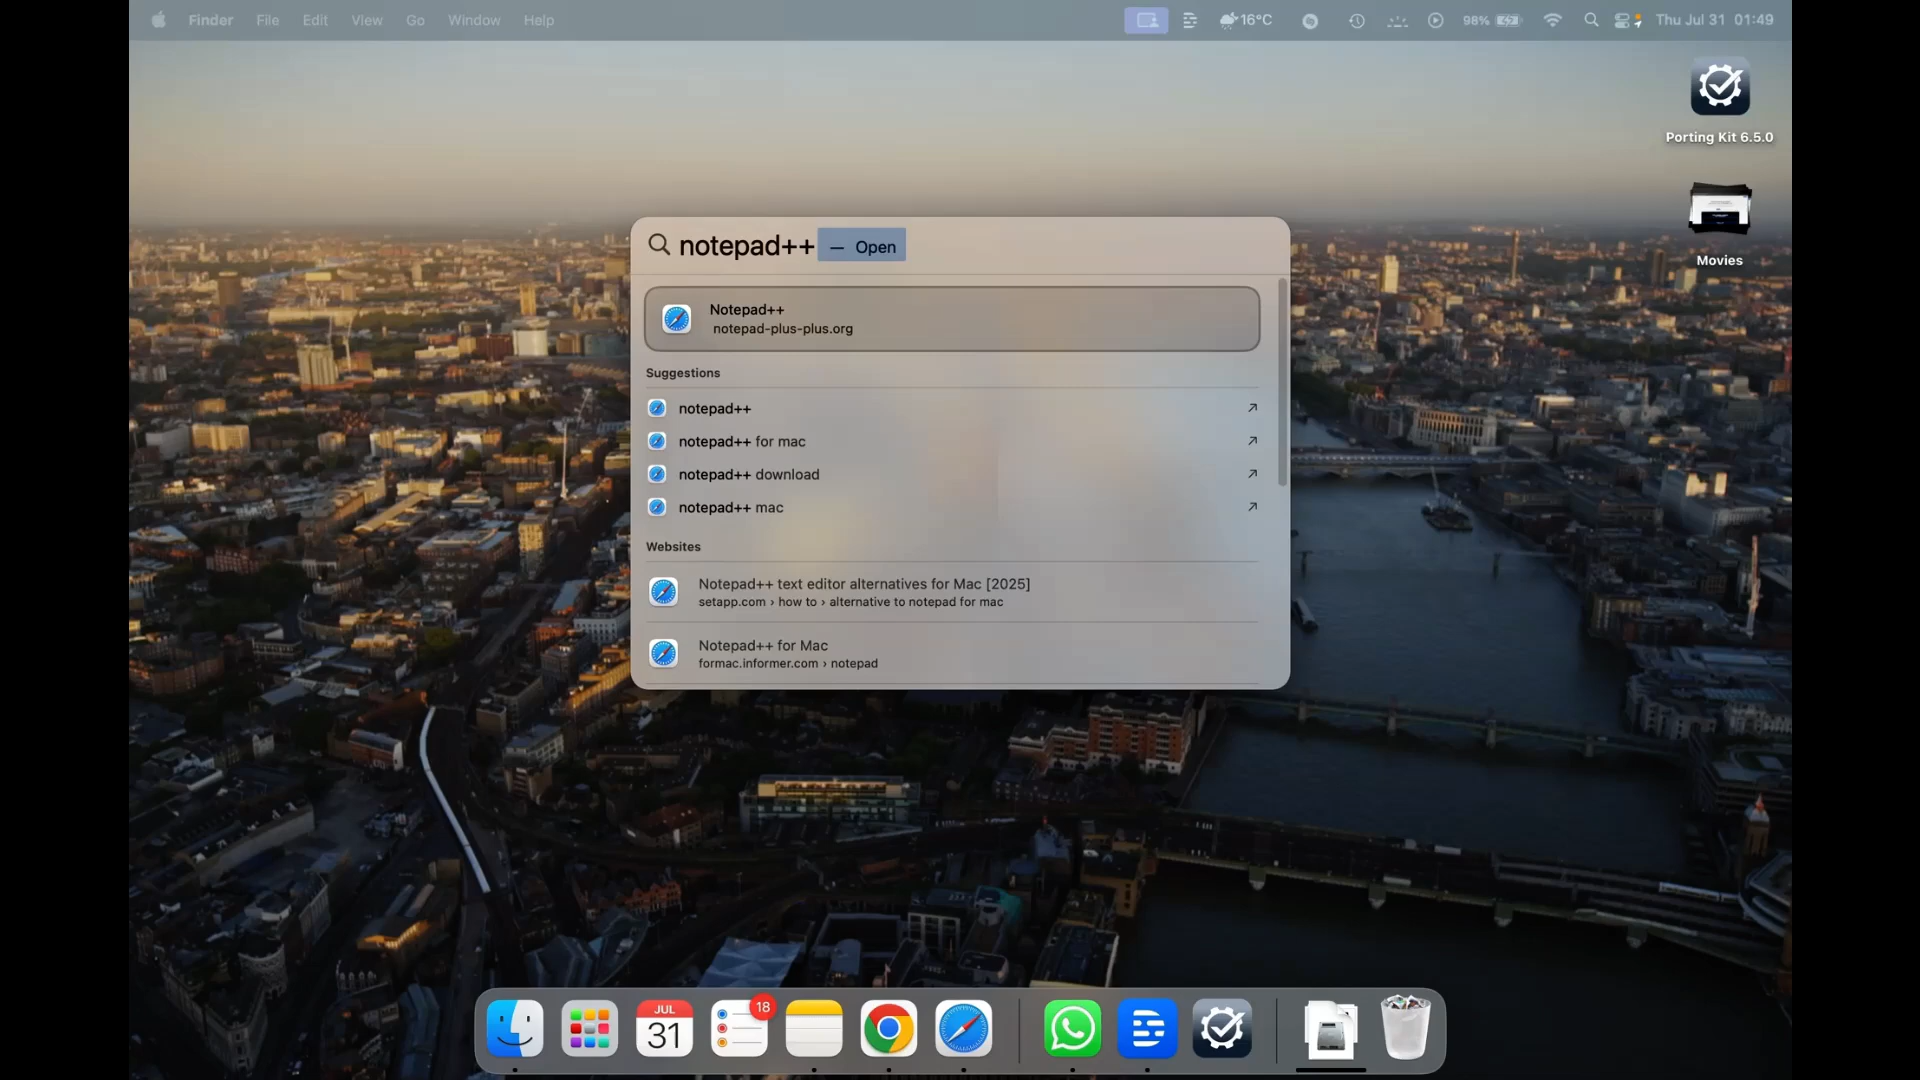 Finder File Edit View Go Window Help
16°C 98% Thu Jul 31 01:49
Porting Kit 6.5.0
Movies
notepad++ — Open
Notepad++
notepad-plus-plus.org
Suggestions
notepad++
notepad++ for mac
notepad++ download
notepad++ mac
Websites
Notepad++ text editor alternatives for Mac [2025]
setapp.com › how to › alternative to notepad for mac
Notepad++ for Mac
formac.informer.com › notepad
JUL
31
18